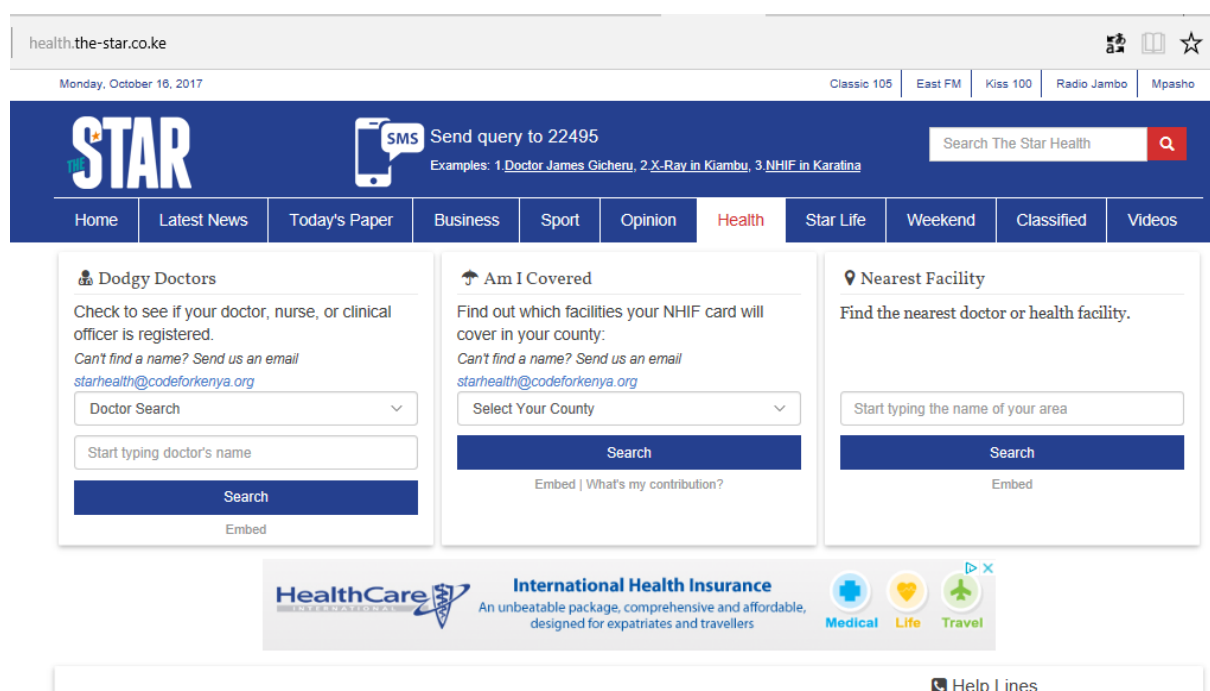 health.the-star.co.ke
Monday, October 16, 2017
Classic 105 East FM Kiss 100 Radio Jambo Mpasho
THE STAR
SMS
Send query to 22495
Examples: 1.Doctor James Gicheru, 2.X-Ray in Kiambu, 3.NHIF in Karatina
Search The Star Health
Home Latest News Today's Paper Business Sport Opinion Health Star Life Weekend Classified Videos
Dodgy Doctors
Check to see if your doctor, nurse, or clinical
officer is registered.
Can't find a name? Send us an email
starhealth@codeforkenya.org
Doctor Search
Start typing doctor's name
Search
Embed
Am I Covered
Find out which facilities your NHIF card will
cover in your county:
Can't find a name? Send us an email
starhealth@codeforkenya.org
Select Your County
Search
Embed | What's my contribution?
Nearest Facility
Find the nearest doctor or health facility.
Start typing the name of your area
Search
Embed
HealthCare
INTERNATIONAL
International Health Insurance
An unbeatable package, comprehensive and affordable,
designed for expatriates and travellers
Medical Life Travel
Help Lines